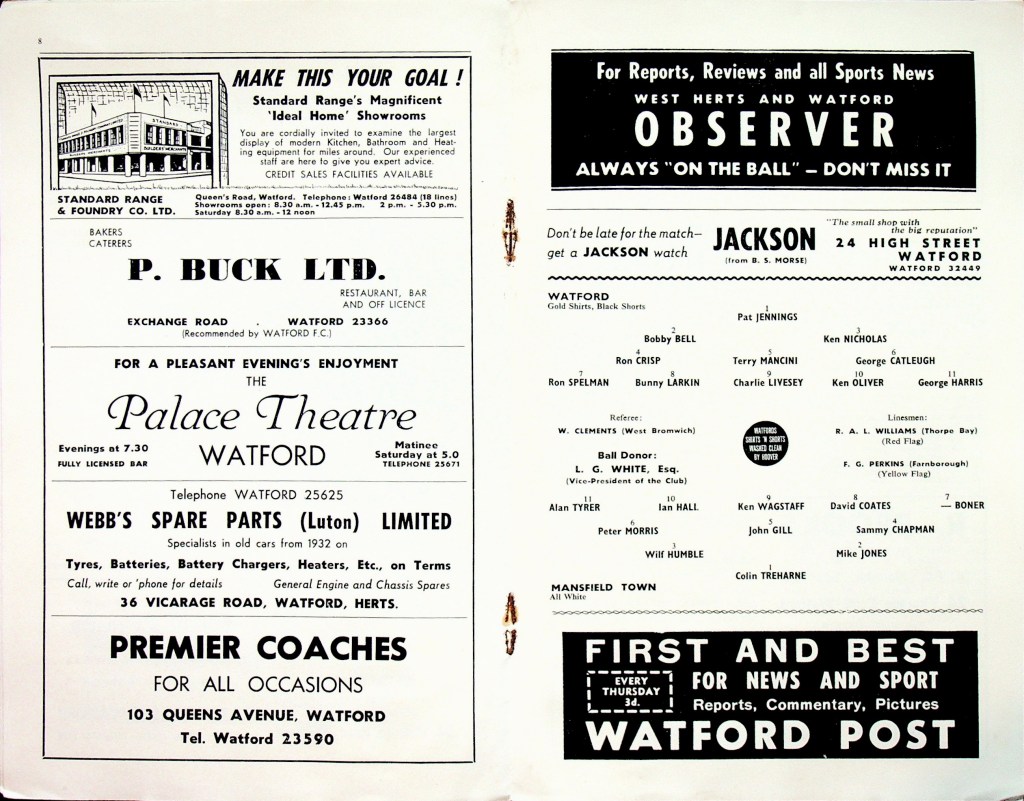 8
MAKE THIS YOUR GOAL !
Standard Range's Magnificent
'Ideal Home' Showrooms
You are cordially invited to examine the largest
display of modern Kitchen, Bathroom and Heat-
ing equipment for miles around. Our experienced
staff are here to give you expert advice.
CREDIT SALES FACILITIES AVAILABLE
STANDARD
BUILDERS MERCHANTS
STANDARD RANGE
& FOUNDRY CO. LTD.
Queen's Road, Watford. Telephone: Watford 26484 (18 lines)
Showrooms open: 8.30 a.m. - 12.45 p.m. 2 p.m. - 5.30 p.m.
Saturday 8.30 a.m. - 12 noon
BAKERS
CATERERS
P. BUCK LTD.
RESTAURANT, BAR
AND OFF LICENCE
EXCHANGE ROAD . WATFORD 23366
(Recommended by WATFORD F.C.)
FOR A PLEASANT EVENING'S ENJOYMENT
THE
Palace Theatre
WATFORD
Evenings at 7.30
FULLY LICENSED BAR
Matinee
Saturday at 5.0
TELEPHONE 25671
Telephone WATFORD 25625
WEBB'S SPARE PARTS (Luton) LIMITED
Specialists in old cars from 1932 on
Tyres, Batteries, Battery Chargers, Heaters, Etc., on Terms
Call, write or 'phone for details General Engine and Chassis Spares
36 VICARAGE ROAD, WATFORD, HERTS.
PREMIER COACHES
FOR ALL OCCASIONS
103 QUEENS AVENUE, WATFORD
Tel. Watford 23590
For Reports, Reviews and all Sports News
WEST HERTS AND WATFORD
OBSERVER
ALWAYS "ON THE BALL" – DON'T MISS IT
Don't be late for the match—
get a JACKSON watch
JACKSON
(from B. S. MORSE)
"The small shop with
the big reputation"
24 HIGH STREET
WATFORD
WATFORD 32449
WATFORD
Gold Shirts, Black Shorts
1
Pat JENNINGS
2 3
Bobby BELL Ken NICHOLAS
4 5 6
Ron CRISP Terry MANCINI George CATLEUGH
7 8 9 10 11
Ron SPELMAN Bunny LARKIN Charlie LIVESEY Ken OLIVER George HARRIS
Referee:
W. CLEMENTS (West Bromwich)
Ball Donor:
L. G. WHITE, Esq.
(Vice-President of the Club)
WATFORDS
SHIRTS 'N SHORTS
WASHED CLEAN
BY HOOVER
Linesmen:
R. A. L. WILLIAMS (Thorpe Bay)
(Red Flag)
F. G. PERKINS (Farnborough)
(Yellow Flag)
11 10 9 8 7
Alan TYRER Ian HALL Ken WAGSTAFF David COATES — BONER
6 5 4
Peter MORRIS John GILL Sammy CHAPMAN
3 2
Wilf HUMBLE Mike JONES
1
Colin TREHARNE
MANSFIELD TOWN
All White
FIRST AND BEST
EVERY
THURSDAY
3d.
FOR NEWS AND SPORT
Reports, Commentary, Pictures
WATFORD POST